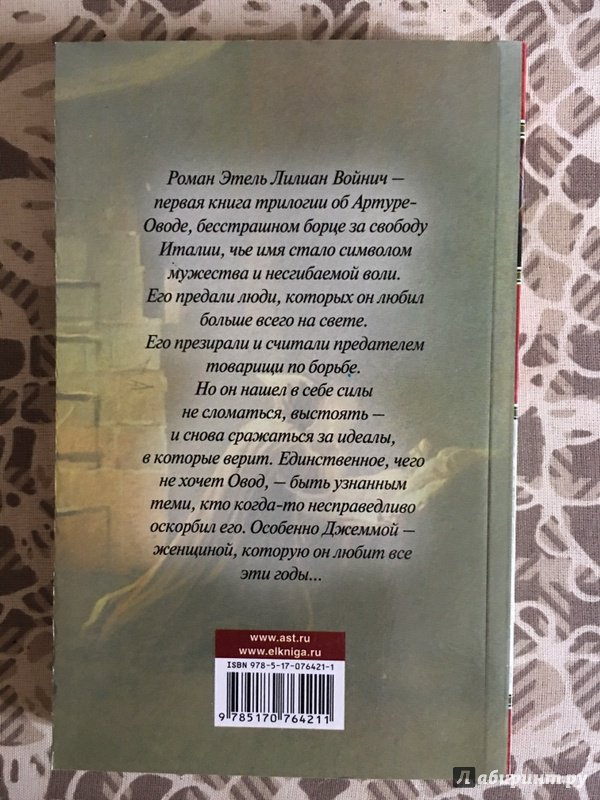 Роман Этель Лилиан Войнич –
первая книга трилогии об Артуре-
Оводе, бесстрашном борце за свободу
Италии, чье имя стало символом
мужества и несгибаемой воли.
Его предали люди, которых он любил
больше всего на свете.
Его презирали и считали предателем
товарищи по борьбе.
Но он нашел в себе силы
не сломаться, выстоять –
и снова сражаться за идеалы,
в которые верит. Единственное, чего
не хочет Овод, – быть узнанным
теми, кто когда-то несправедливо
оскорбил его. Особенно Джеммой –
женщиной, которую он любит все
эти годы...
www.ast.ru
www.elkniga.ru
ISBN 978-5-17-076421-1
9 785170 764211
Лабиринт.ру